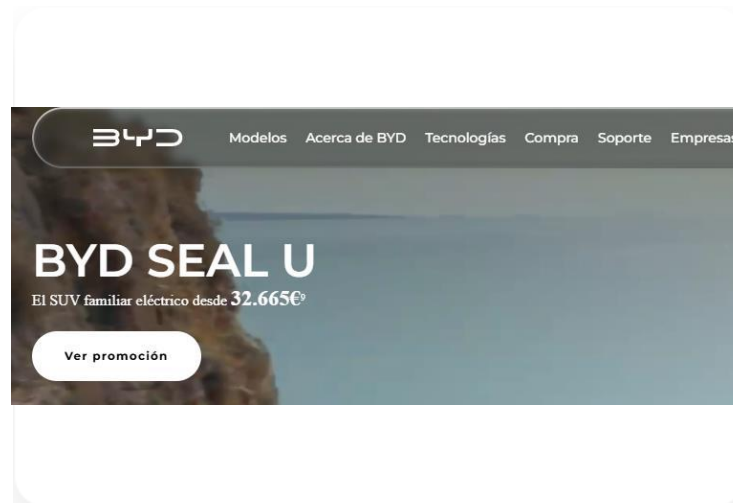 BYD Modelos Acerca de BYD Tecnologías Compra Soporte Empresas
BYD SEAL U
El SUV familiar eléctrico desde 32.665€⁹
Ver promoción